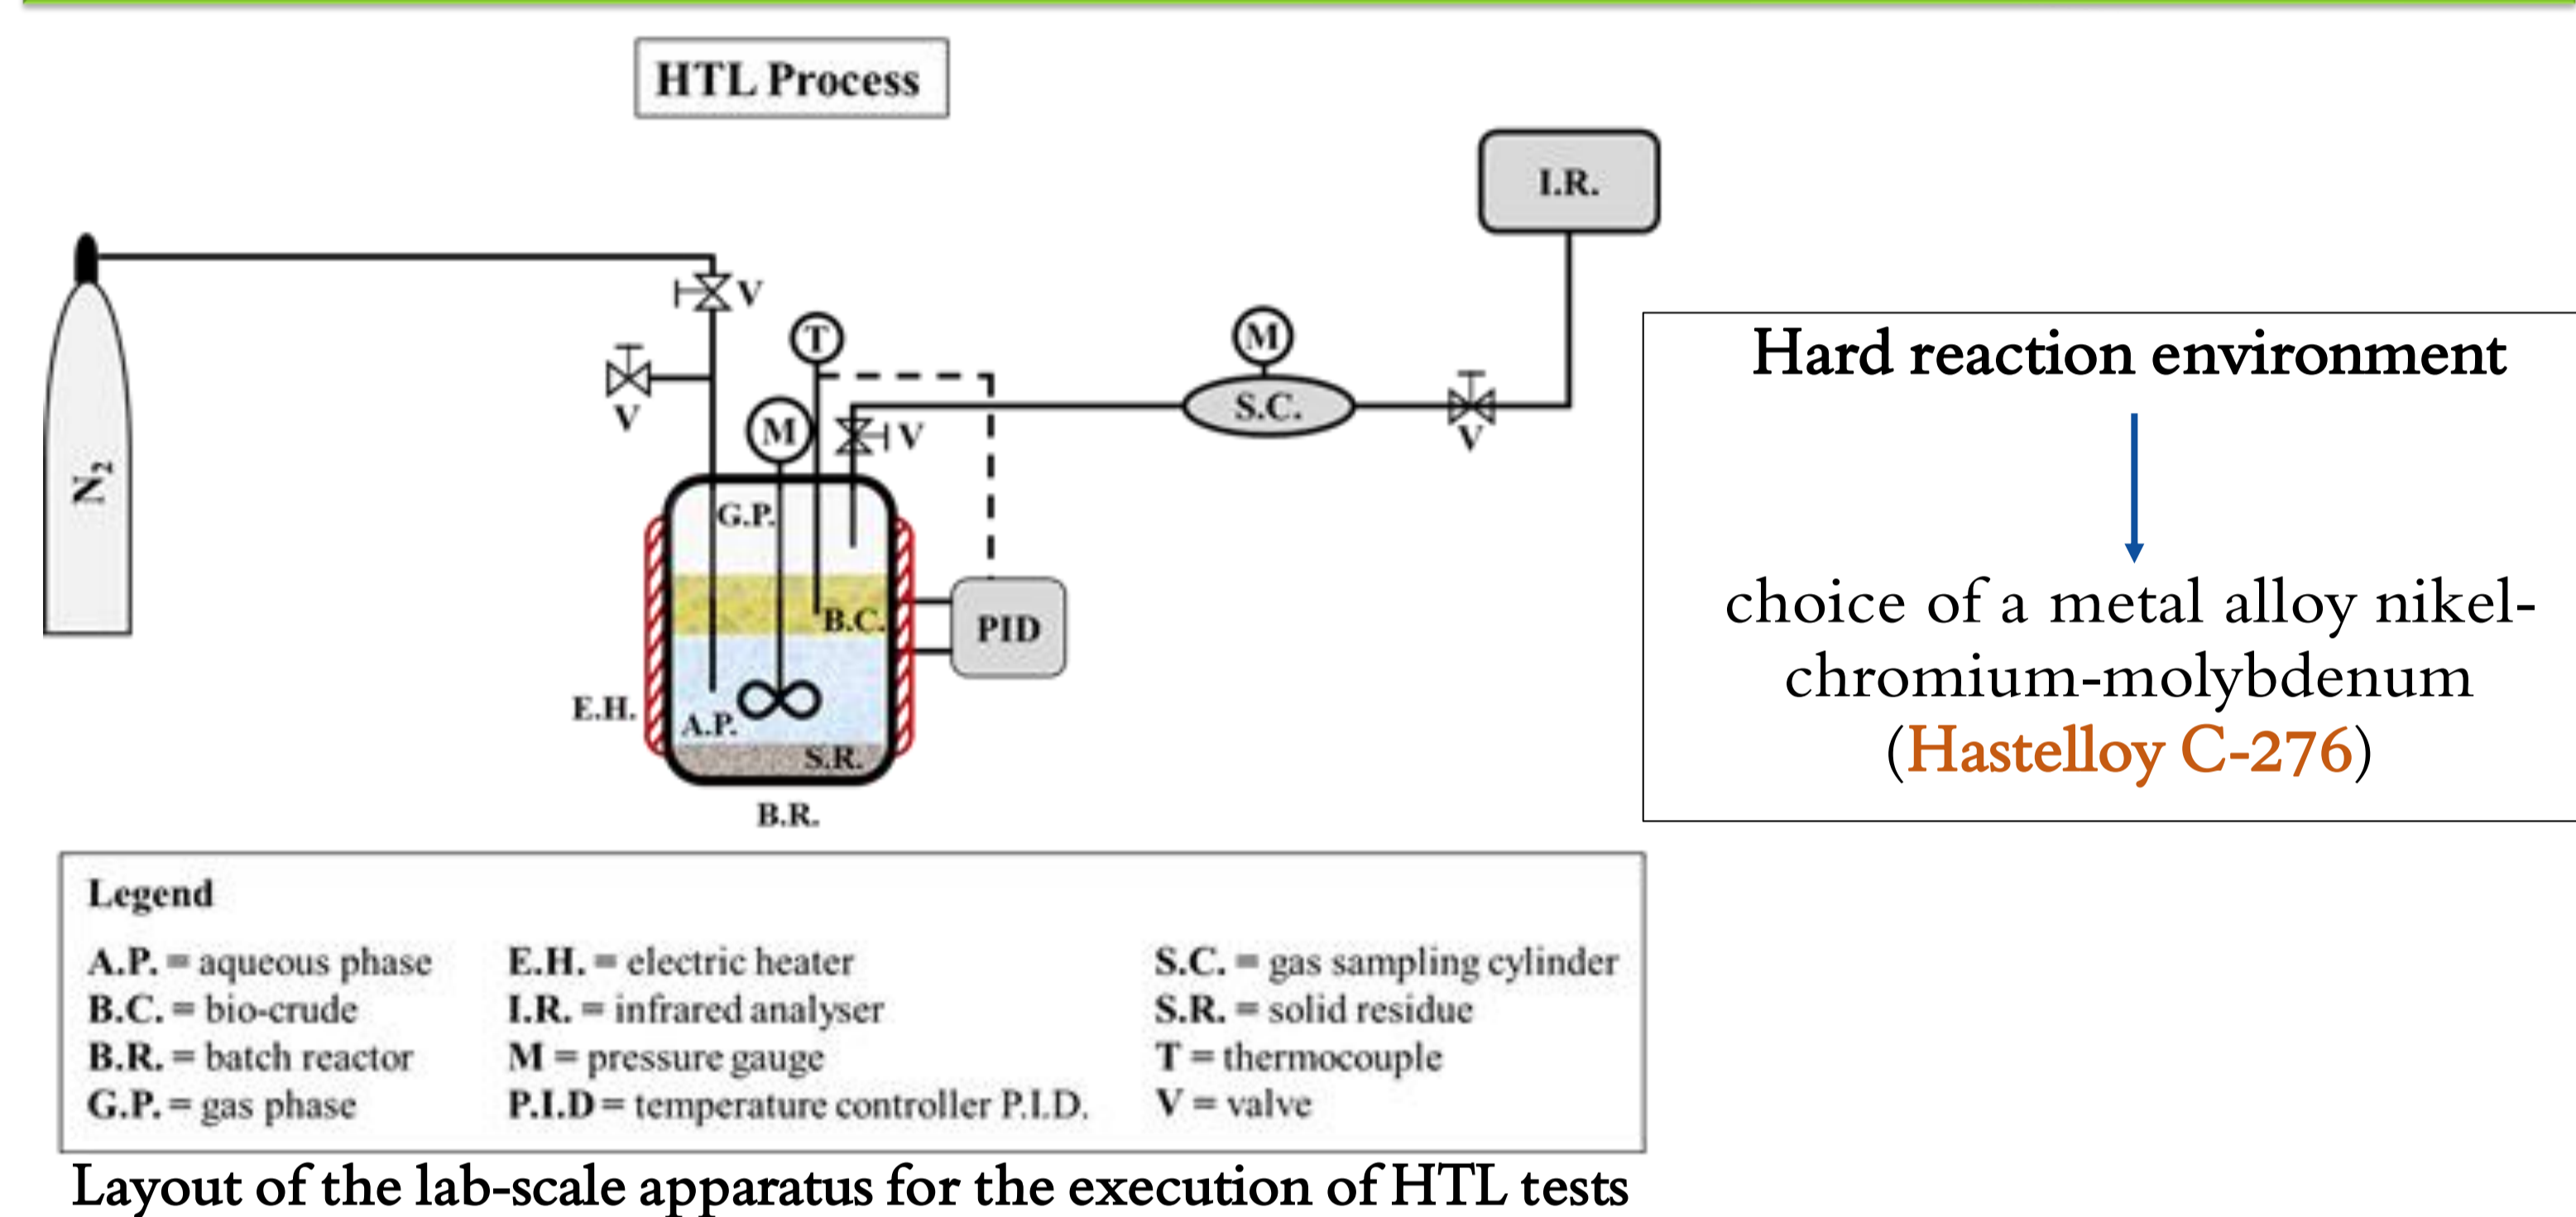 HTL Process
I.R.
N₂
V
T
V
M
V
M
S.C.
V
G.P.
B.C.
PID
E.H.
A.P.
S.R.
B.R.
Hard reaction environment
choice of a metal alloy nikel-
chromium-molybdenum
(Hastelloy C-276)
Legend
A.P. = aqueous phase
B.C. = bio-crude
B.R. = batch reactor
G.P. = gas phase
E.H. = electric heater
I.R. = infrared analyser
M = pressure gauge
P.I.D = temperature controller P.I.D.
S.C. = gas sampling cylinder
S.R. = solid residue
T = thermocouple
V = valve
Layout of the lab-scale apparatus for the execution of HTL tests